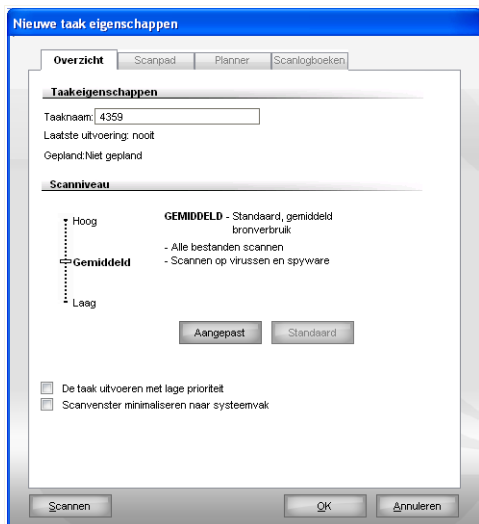 Nieuwe taak eigenschappen
Overzicht
Scanpad
Planner
Scanlogboeken
Taakeigenschappen
Taaknaam: 4359
Laatste uitvoering: nooit
Gepland:Niet gepland
Scanniveau
Hoog
Gemiddeld
Laag
GEMIDDELD - Standaard, gemiddeld
bronverbruik
- Alle bestanden scannen
- Scannen op virussen en spyware
Aangepast
Standaard
De taak uitvoeren met lage prioriteit
Scanvenster minimaliseren naar systeemvak
Scannen
OK
Annuleren